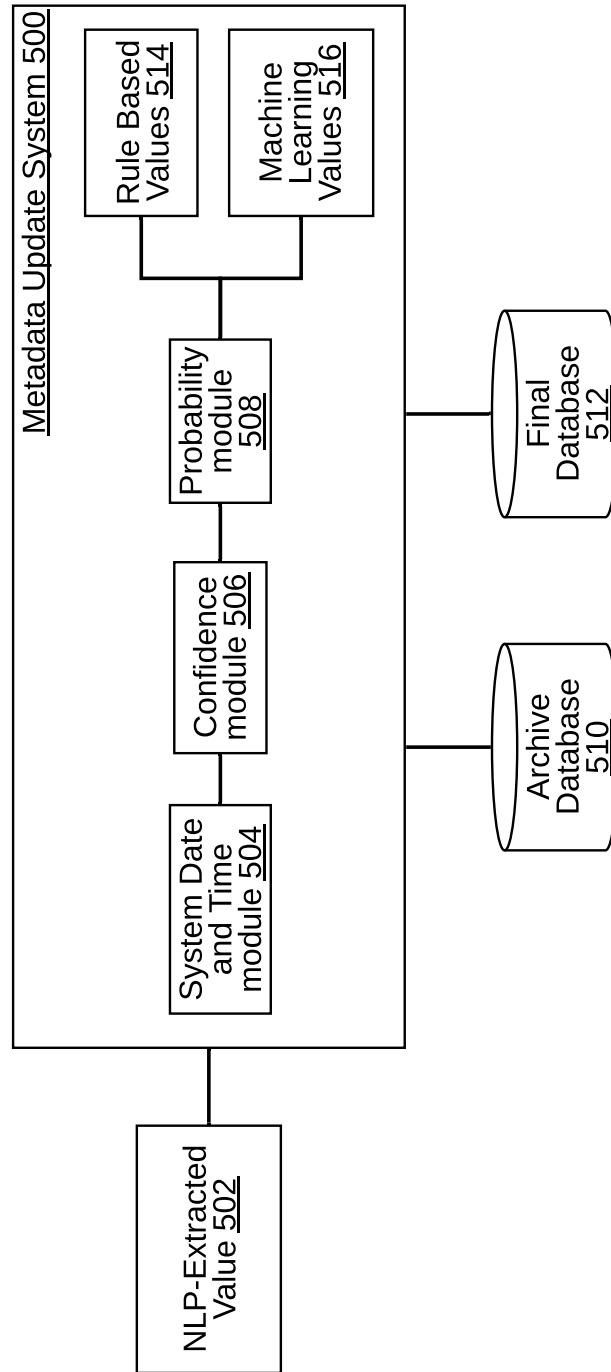 Metadata Update System 500
NLP-Extracted
Value 502
System Date
and Time
module 504
Confidence
module 506
Probability
module
508
Rule Based
Values 514
Machine
Learning
Values 516
Archive
Database
510
Final
Database
512